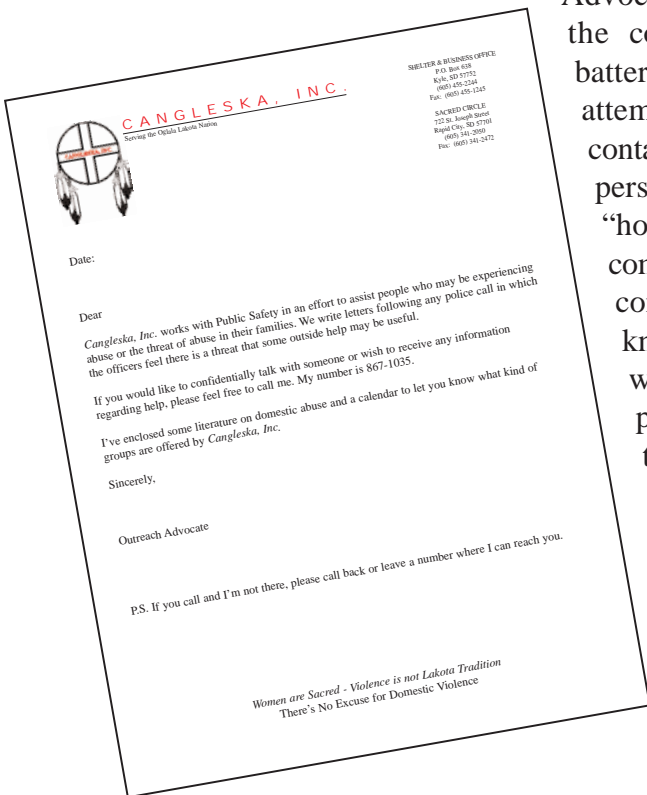 CANGLESKA, INC.
Serving the Oglala Lakota Nation
CANGLESKA, INC.
SHELTER & BUSINESS OFFICE
P.O. Box 638
Kyle, SD 57752
(605) 455-2244
Fax: (605) 455-1245
SACRED CIRCLE
722 St. Joseph Street
Rapid City, SD 57701
(605) 341-2050
Fax: (605) 341-2472
Date:
Dear
Cangleska, Inc. works with Public Safety in an effort to assist people who may be experiencing
abuse or the threat of abuse in their families. We write letters following any police call in which
the officers feel there is a threat that some outside help may be useful.
If you would like to confidentially talk with someone or wish to receive any information
regarding help, please feel free to call me. My number is 867-1035.
I've enclosed some literature on domestic abuse and a calendar to let you know what kind of
groups are offered by Cangleska, Inc.
Sincerely,
Outreach Advocate
P.S. If you call and I'm not there, please call back or leave a number where I can reach you.
Women are Sacred - Violence is not Lakota Tradition
There's No Excuse for Domestic Violence
the co
batter
attem
conta
pers
“ho
con
con
kn
w
p
t